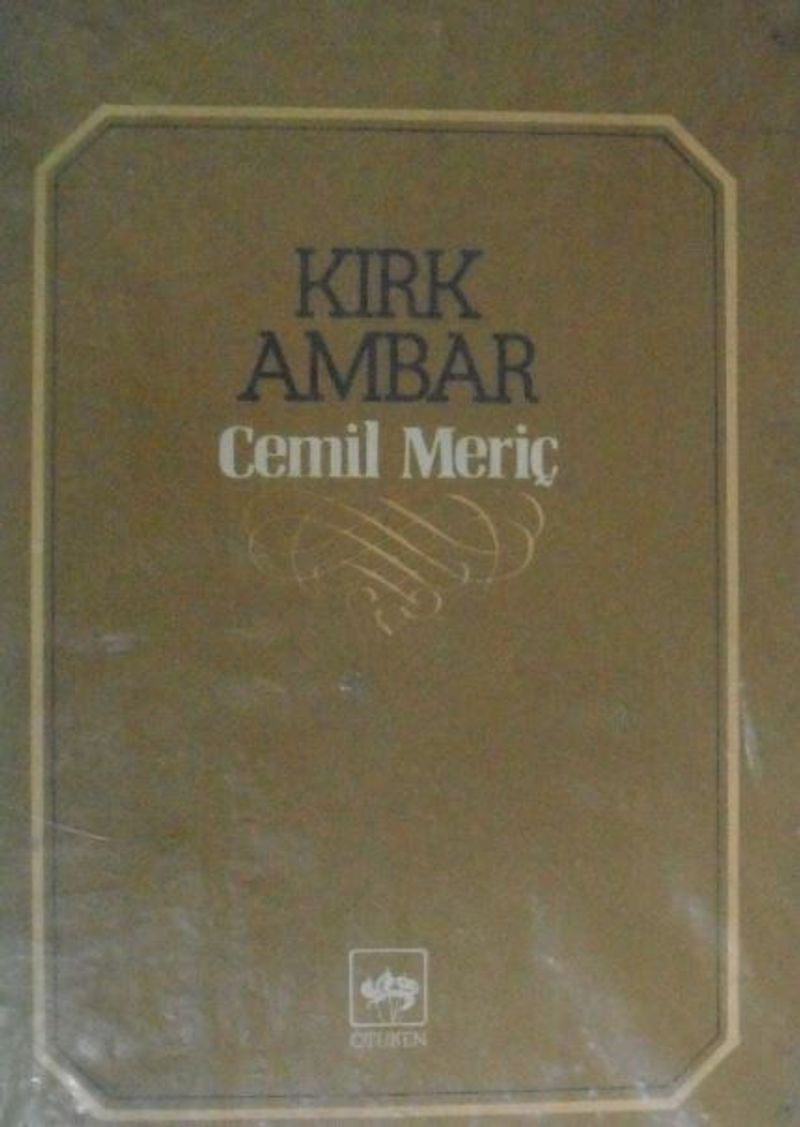 KIRK
AMBAR
Cemil Meriç
ÖTÜKEN